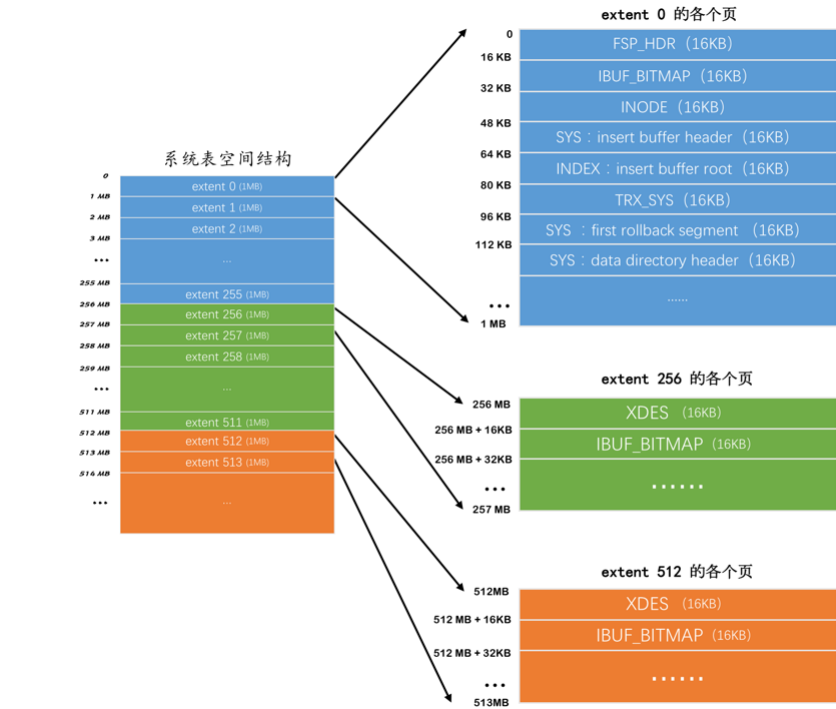 系统表空间结构
0
extent 0 (1MB)
1 MB
extent 1 (1MB)
2 MB
extent 2 (1MB)
3 MB
...
...
255 MB
extent 255 (1MB)
256 MB
extent 256 (1MB)
257 MB
extent 257 (1MB)
258 MB
extent 258 (1MB)
259 MB
...
...
511 MB
extent 511 (1MB)
512 MB
extent 512 (1MB)
513 MB
extent 513 (1MB)
514 MB
...
...
extent 0 的各个页
0
FSP_HDR（16KB）
16 KB
IBUF_BITMAP（16KB）
32 KB
INODE（16KB）
48 KB
SYS：insert buffer header（16KB）
64 KB
INDEX：insert buffer root（16KB）
80 KB
TRX_SYS（16KB）
96 KB
SYS ：first rollback segment （16KB）
112 KB
SYS：data directory header（16KB）
......
...
1 MB
extent 256 的各个页
256 MB
XDES （16KB）
256 MB + 16KB
IBUF_BITMAP（16KB）
256 MB + 32KB
......
...
257 MB
extent 512 的各个页
512MB
XDES （16KB）
512 MB + 16KB
IBUF_BITMAP（16KB）
512 MB + 32KB
......
...
513MB